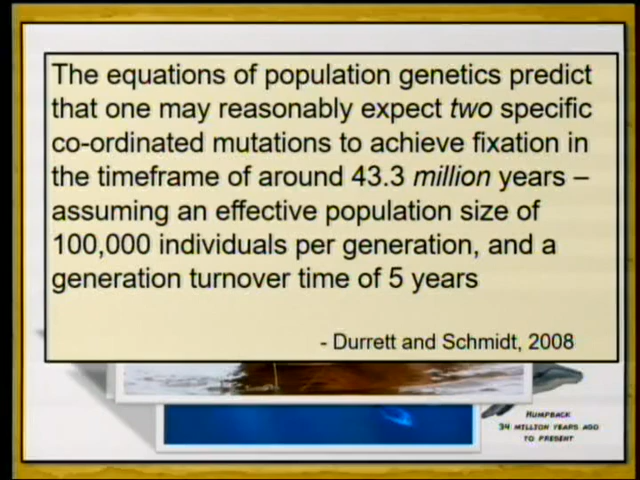 The equations of population genetics predict
that one may reasonably expect two specific
co-ordinated mutations to achieve fixation in
the timeframe of around 43.3 million years –
assuming an effective population size of
100,000 individuals per generation, and a
generation turnover time of 5 years
- Durrett and Schmidt, 2008
HUMPBACK
34 MILLION YEARS AGO
TO PRESENT